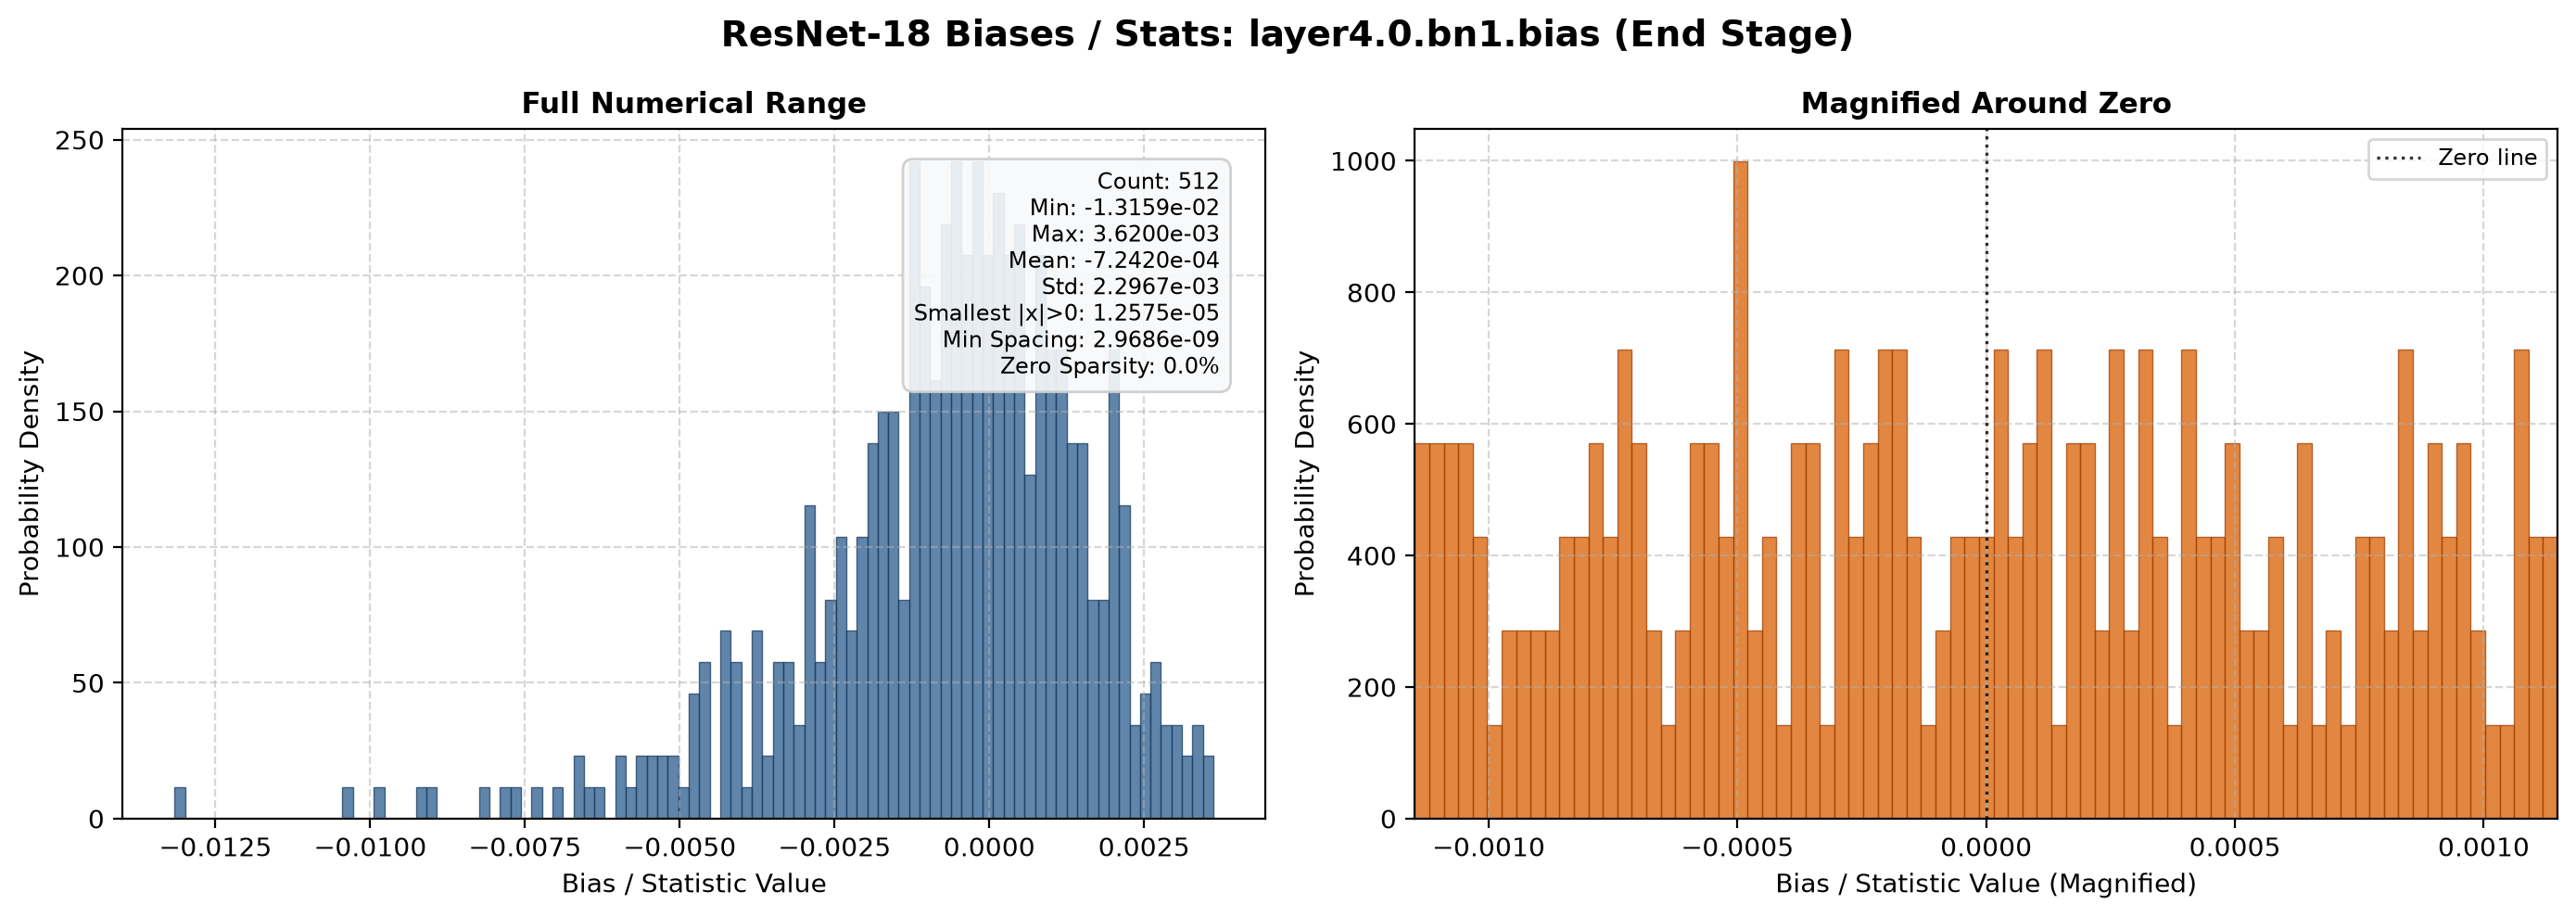 ResNet-18 Biases / Stats: layer4.0.bn1.bias (End Stage)
Full Numerical Range
250
200
150
100
50
0
Probability Density
Count: 512
Min: -1.3159e-02
Max: 3.6200e-03
Mean: -7.2420e-04
Std: 2.2967e-03
Smallest |x|>0: 1.2575e-05
Min Spacing: 2.9686e-09
Zero Sparsity: 0.0%
−0.0125 −0.0100 −0.0075 −0.0050 −0.0025 0.0000 0.0025
Bias / Statistic Value
Magnified Around Zero
Zero line
1000
800
600
400
200
0
Probability Density
−0.0010 −0.0005 0.0000 0.0005 0.0010
Bias / Statistic Value (Magnified)